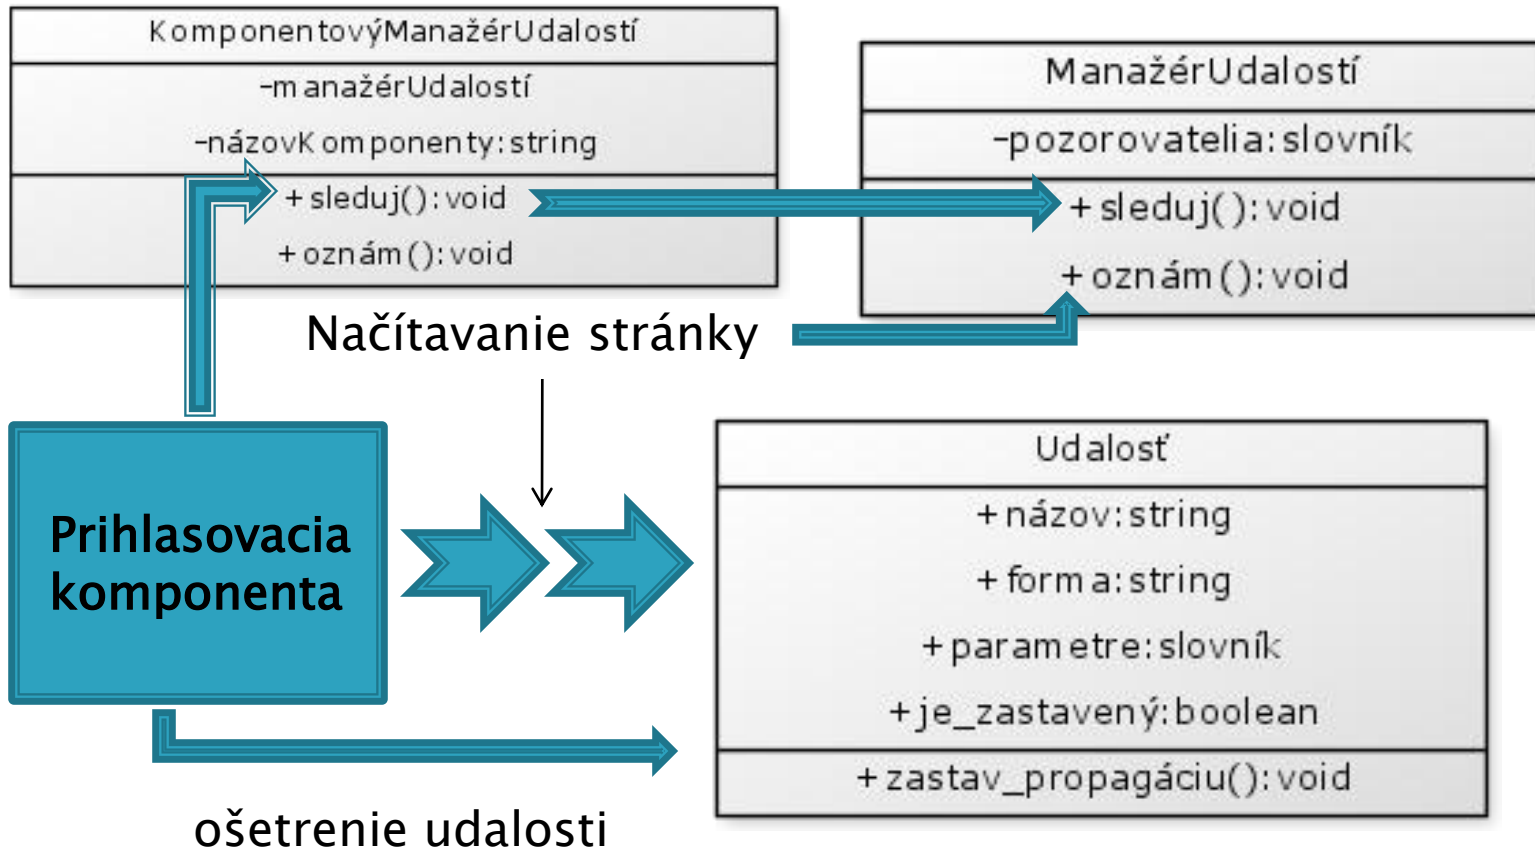 KomponentovýManažérUdalostí
-manažérUdalostí
-názovKomponenty:string
+sleduj():void
+oznám():void
ManažérUdalostí
-pozorovatelia:slovník
+sleduj():void
+oznám():void
Načítavanie stránky
Prihlasovacia
komponenta
Udalosť
+názov:string
+forma:string
+parametre:slovník
+je_zastavený:boolean
+zastav_propagáciu():void
ošetrenie udalosti